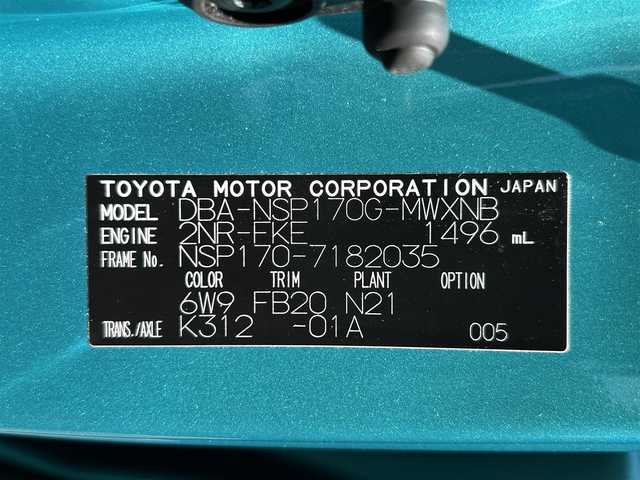 TOYOTA MOTOR CORPORATION JAPAN
MODEL DBA-NSP170G-MWXNB
ENGINE 2NR-FKE 1496 mL
FRAME No. NSP170-7182035
COLOR TRIM PLANT OPTION
6W9 FB20 N21
TRANS./AXLE K312 -01A 005